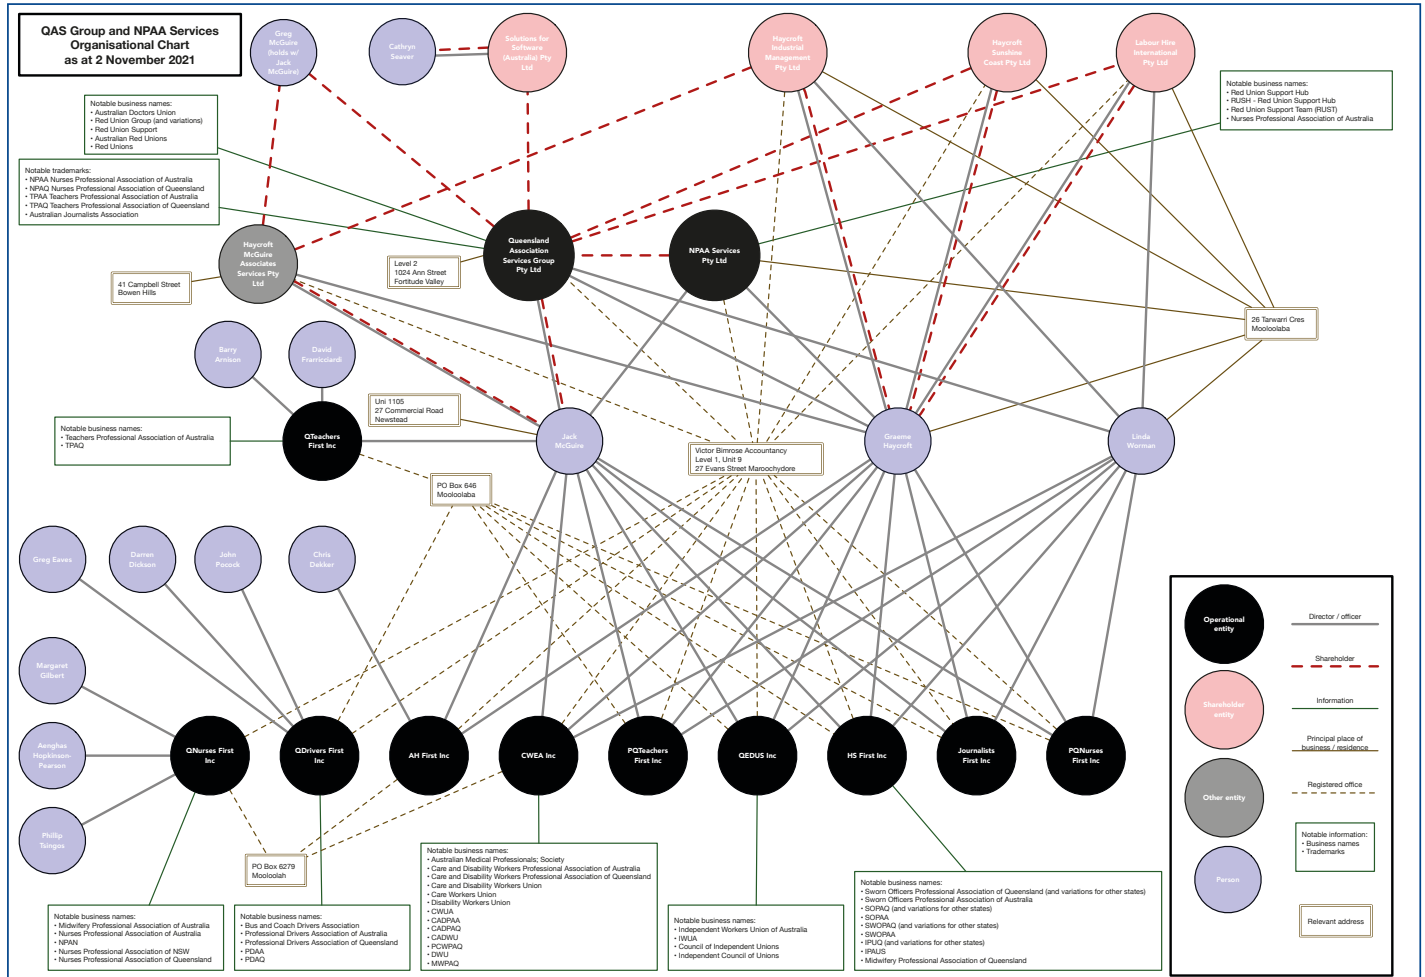 QAS Group and NPAA Services
Organisational Chart
as at 2 November 2021
Greg
McGuire
(holds w/
Jack
McGuire)
Cathryn
Seaver
Solutions for
Software
(Australia) Pty
Ltd
Haycroft
Industrial
Management
Pty Ltd
Haycroft
Sunshine
Coast Pty Ltd
Labour Hire
International
Pty Ltd
Notable business names:
• Australian Doctors Union
• Red Union Group (and variations)
• Red Union Support
• Australian Red Unions
• Red Unions
Notable business names:
• Red Union Support Hub
• RUSH - Red Union Support Hub
• Red Union Support Team (RUST)
• Nurses Professional Association of Australia
Notable trademarks:
• NPAA Nurses Professional Association of Australia
• NPAQ Nurses Professional Association of Queensland
• TPAA Teachers Professional Association of Australia
• TPAQ Teachers Professional Association of Queensland
• Australian Journalists Association
Haycroft
McGuire
Associates
Services Pty
Ltd
Queensland
Association
Services Group
Pty Ltd
NPAA Services
Pty Ltd
41 Campbell Street
Bowen Hills
Level 2
1024 Ann Street
Fortitude Valley
26 Tarwarri Cres
Mooloolaba
Barry
Arnison
David
Frarricciardi
Uni 1105
27 Commercial Road
Newstead
Notable business names:
• Teachers Professional Association of Australia
• TPAQ
QTeachers
First Inc
Jack
McGuire
Victor Bimrose Accountancy
Level 1, Unit 9
27 Evans Street Maroochydore
Graeme
Haycroft
Linda
Worman
PO Box 646
Mooloolaba
Greg Eaves
Darren
Dickson
John
Pocock
Chris
Dekker
Margaret
Gilbert
Aenghas
Hopkinson-
Pearson
Phillip
Tsingos
QNurses First
Inc
QDrivers First
Inc
AH First Inc
CWEA Inc
PQTeachers
First Inc
QEDUS Inc
HS First Inc
Journalists
First Inc
PQNurses
First Inc
PO Box 6279
Mooloolah
Notable business names:
• Midwifery Professional Association of Australia
• Nurses Professional Association of Australia
• NPAN
• Nurses Professional Association of NSW
• Nurses Professional Association of Queensland
Notable business names:
• Bus and Coach Drivers Association
• Professional Drivers Association of Australia
• Professional Drivers Association of Queensland
• PDAA
• PDAQ
Notable business names:
• Australian Medical Professionals; Society
• Care and Disability Workers Professional Association of Australia
• Care and Disability Workers Professional Association of Queensland
• Care and Disability Workers Union
• Care Workers Union
• Disability Workers Union
• CWUA
• CADPAA
• CADPAQ
• CADWU
• PCWPAQ
• DWU
• MWPAQ
Notable business names:
• Independent Workers Union of Australia
• IWUA
• Council of Independent Unions
• Independent Council of Unions
Notable business names:
• Sworn Officers Professional Association of Queensland (and variations for other states)
• Sworn Officers Professional Association of Australia
• SOPAQ (and variations for other states)
• SOPAA
• SWOPAQ (and variations for other states)
• SWOPAA
• IPUQ (and variations for other states)
• IPAUS
• Midwifery Professional Association of Queensland
Operational
entity
Director / officer
Shareholder
Shareholder
entity
Information
Principal place of
business / residence
Other entity
Registered office
Notable information:
• Business names
• Trademarks
Person
Relevant address